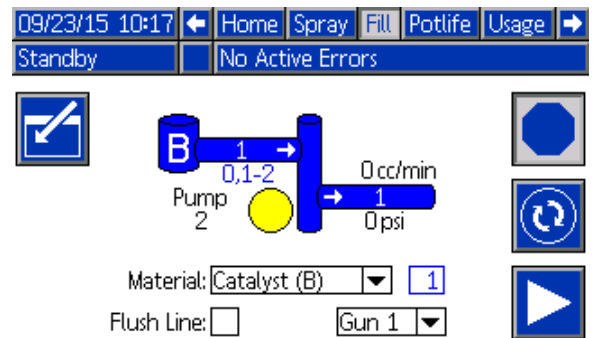 09/23/15 10:17 Home Spray Fill Potlife Usage
Standby No Active Errors
B 1
0,1-2
0 cc/min
Pump
2
1
0 psi
Material: Catalyst (B) 1
Flush Line: Gun 1